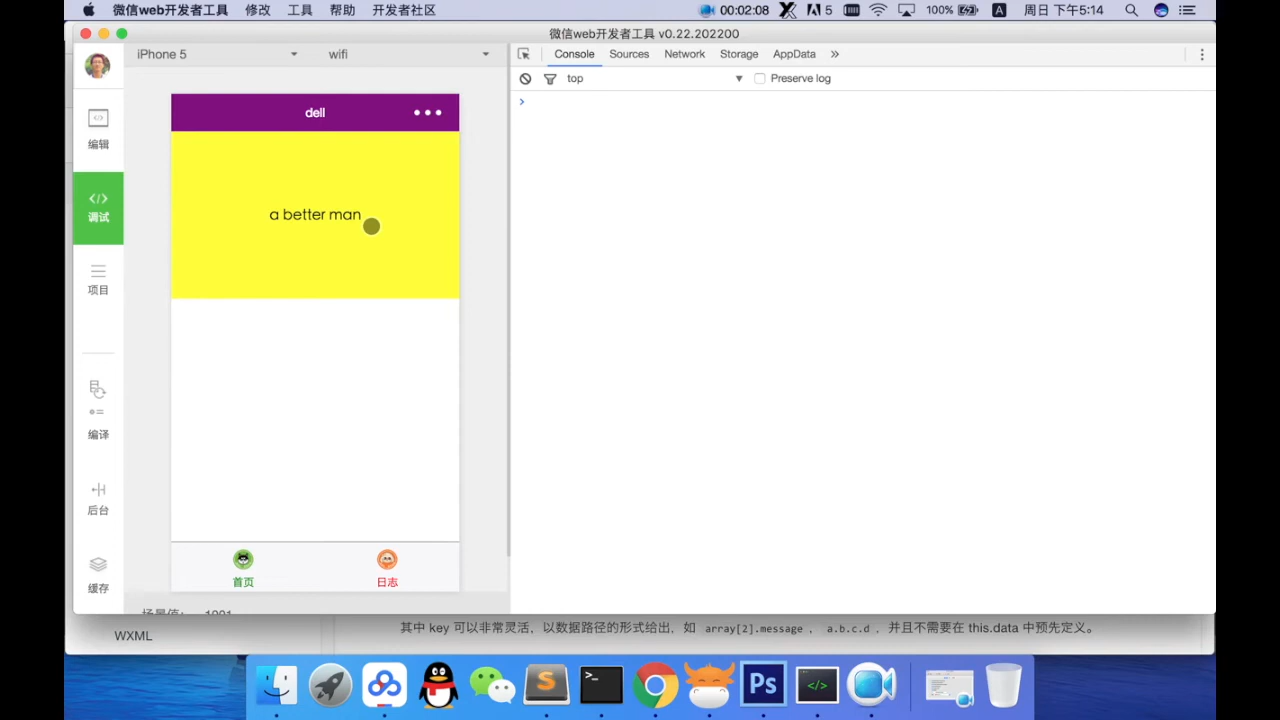 微信web开发者工具 修改 工具 帮助 开发者社区 00:02:08 5 100% A 周日 下午5:14
微信web开发者工具 v0.22.202200
iPhone 5 wifi Console Sources Network Storage AppData »
top Preserve log
dell
编辑
a better man
调试
项目
编译
后台
首页 日志
缓存
WXML
其中 key 可以非常灵活，以数据路径的形式给出，如 array[2].message ， a.b.c.d ，并且不需要在 this.data 中预先定义。
S >_ Ps </>